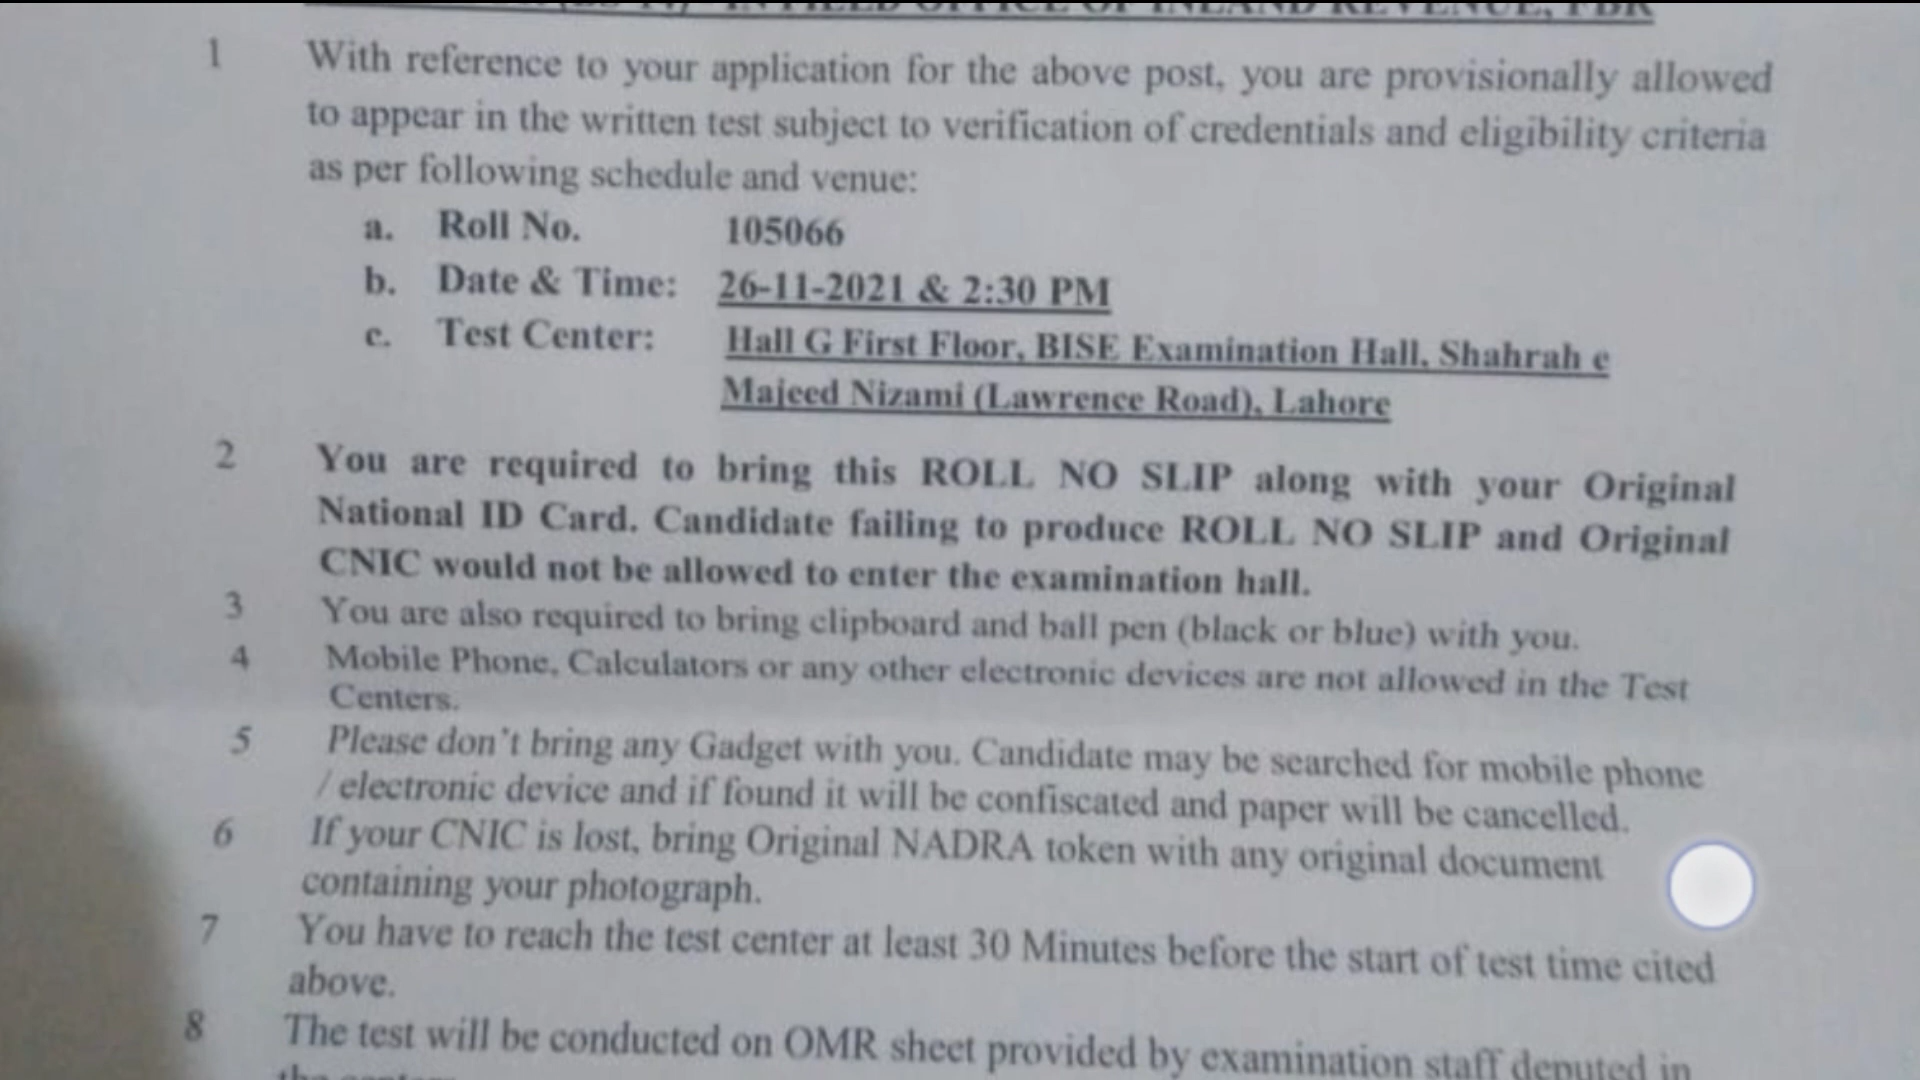 OFFICE OF INLAND REVENUE, FBR
1 With reference to your application for the above post, you are provisionally allowed
to appear in the written test subject to verification of credentials and eligibility criteria
as per following schedule and venue:
a. Roll No. 105066
b. Date & Time: 26-11-2021 & 2:30 PM
c. Test Center: Hall G First Floor, BISE Examination Hall, Shahrah e
Majeed Nizami (Lawrence Road), Lahore
2 You are required to bring this ROLL NO SLIP along with your Original
National ID Card. Candidate failing to produce ROLL NO SLIP and Original
CNIC would not be allowed to enter the examination hall.
3 You are also required to bring clipboard and ball pen (black or blue) with you.
4 Mobile Phone, Calculators or any other electronic devices are not allowed in the Test
Centers.
5 Please don't bring any Gadget with you. Candidate may be searched for mobile phone
/ electronic device and if found it will be confiscated and paper will be cancelled.
6 If your CNIC is lost, bring Original NADRA token with any original document
containing your photograph.
7 You have to reach the test center at least 30 Minutes before the start of test time cited
above.
8 The test will be conducted on OMR sheet provided by examination staff deputed in
the